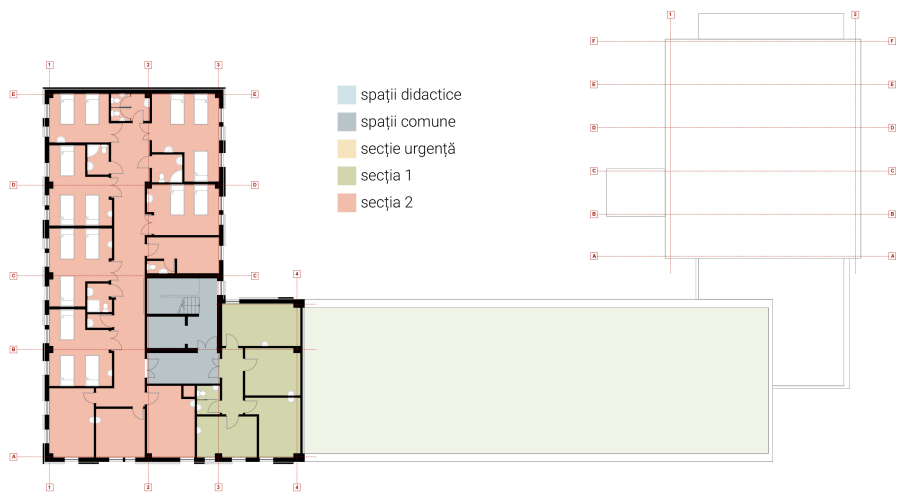 1
2
F
F
E
E
D
D
C
C
B
B
A
A
1
2
3
E
E
D
D
C
C
4
B
A
1
2
3
4
spații didactice
spații comune
secție urgență
secția 1
secția 2